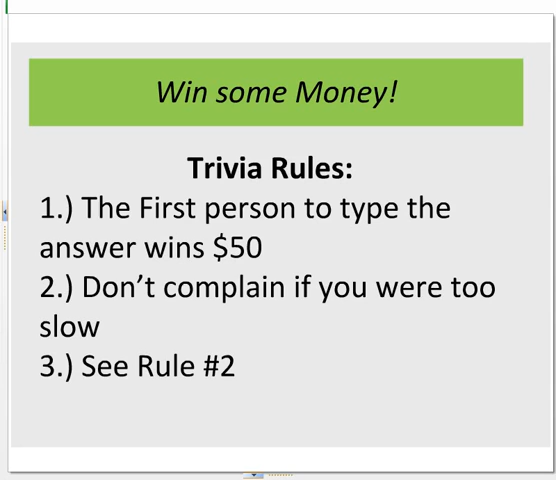 Win some Money!
Trivia Rules:
1.) The First person to type the
answer wins $50
2.) Don’t complain if you were too
slow
3.) See Rule #2